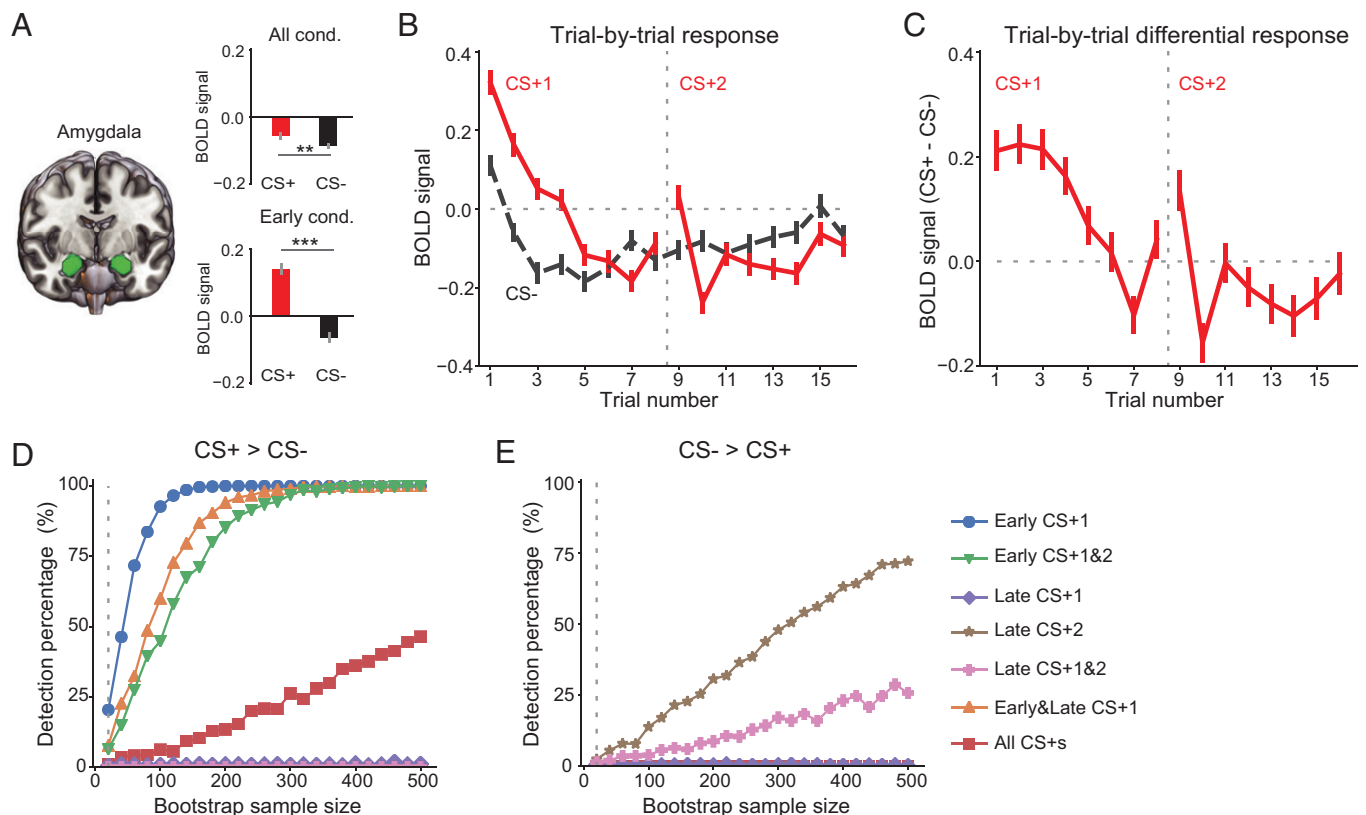 A
All cond.
0.2
0.0
−0.2
BOLD signal
CS+
**
CS-
Amygdala
Early cond.
0.2
0.0
−0.2
BOLD signal
***
CS+
CS-
B
Trial-by-trial response
0.4
0.2
0.0
−0.2
−0.4
BOLD signal
CS+1
CS+2
CS-
1 3 5 7 9 11 13 15
Trial number
C
Trial-by-trial differential response
0.4
0.2
0.0
−0.2
BOLD signal (CS+ - CS-)
CS+1
CS+2
1 3 5 7 9 11 13 15
Trial number
D
CS+ > CS-
100
75
50
25
0
Detection percentage (%)
0 100 200 300 400 500
Bootstrap sample size
E
CS- > CS+
100
75
50
25
0
Detection percentage (%)
0 100 200 300 400 500
Bootstrap sample size
Early CS+1
Early CS+1&2
Late CS+1
Late CS+2
Late CS+1&2
Early&Late CS+1
All CS+s